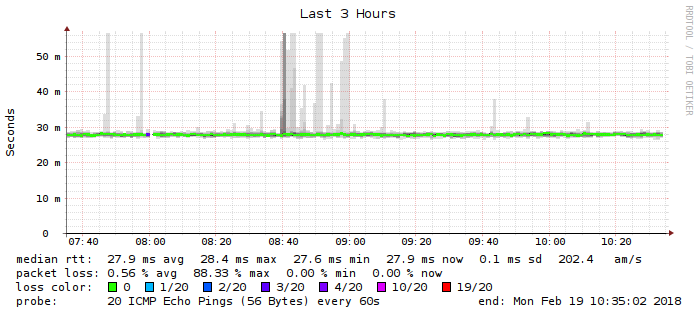 Last 3 Hours
RRDTOOL / TOBI OETIKER
Seconds
50 m
40 m
30 m
20 m
10 m
0
07:40 08:00 08:20 08:40 09:00 09:20 09:40 10:00 10:20
median rtt: 27.9 ms avg 28.4 ms max 27.6 ms min 27.9 ms now 0.1 ms sd 202.4 am/s
packet loss: 0.56 % avg 88.33 % max 0.00 % min 0.00 % now
loss color: 0 1/20 2/20 3/20 4/20 10/20 19/20
probe: 20 ICMP Echo Pings (56 Bytes) every 60s end: Mon Feb 19 10:35:02 2018